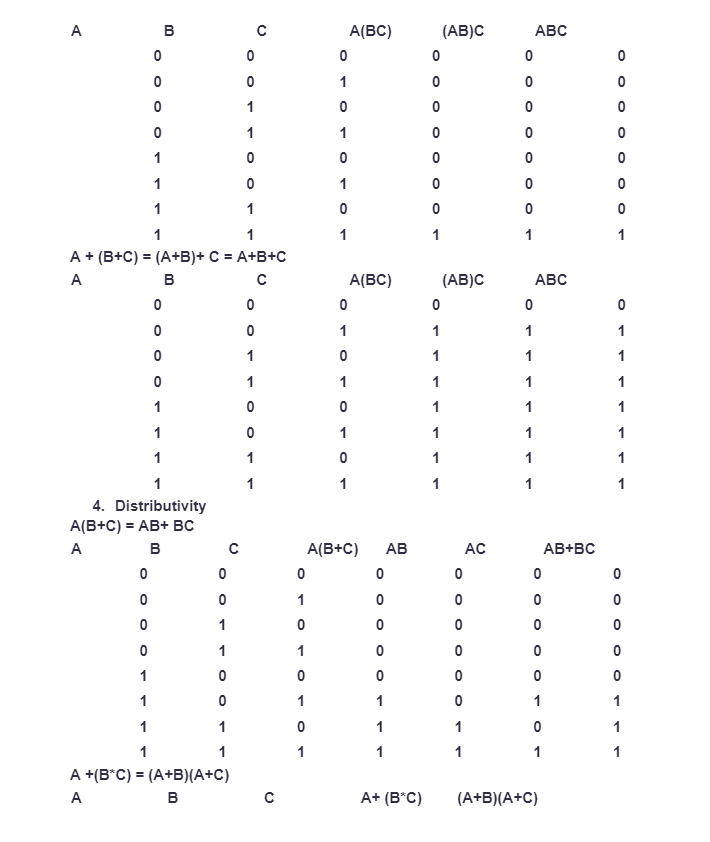 A B C A(BC) (AB)C ABC
0 0 0 0 0 0
0 0 1 0 0 0
0 1 0 0 0 0
0 1 1 0 0 0
1 0 0 0 0 0
1 0 1 0 0 0
1 1 0 0 0 0
1 1 1 1 1 1
A + (B+C) = (A+B)+ C = A+B+C
A B C A(BC) (AB)C ABC
0 0 0 0 0 0
0 0 1 1 1 1
0 1 0 1 1 1
0 1 1 1 1 1
1 0 0 1 1 1
1 0 1 1 1 1
1 1 0 1 1 1
1 1 1 1 1 1
4. Distributivity
A(B+C) = AB+ BC
A B C A(B+C) AB AC AB+BC
0 0 0 0 0 0 0
0 0 1 0 0 0 0
0 1 0 0 0 0 0
0 1 1 0 0 0 0
1 0 0 0 0 0 0
1 0 1 1 0 1 1
1 1 0 1 1 0 1
1 1 1 1 1 1 1
A +(B*C) = (A+B)(A+C)
A B C A+ (B*C) (A+B)(A+C)